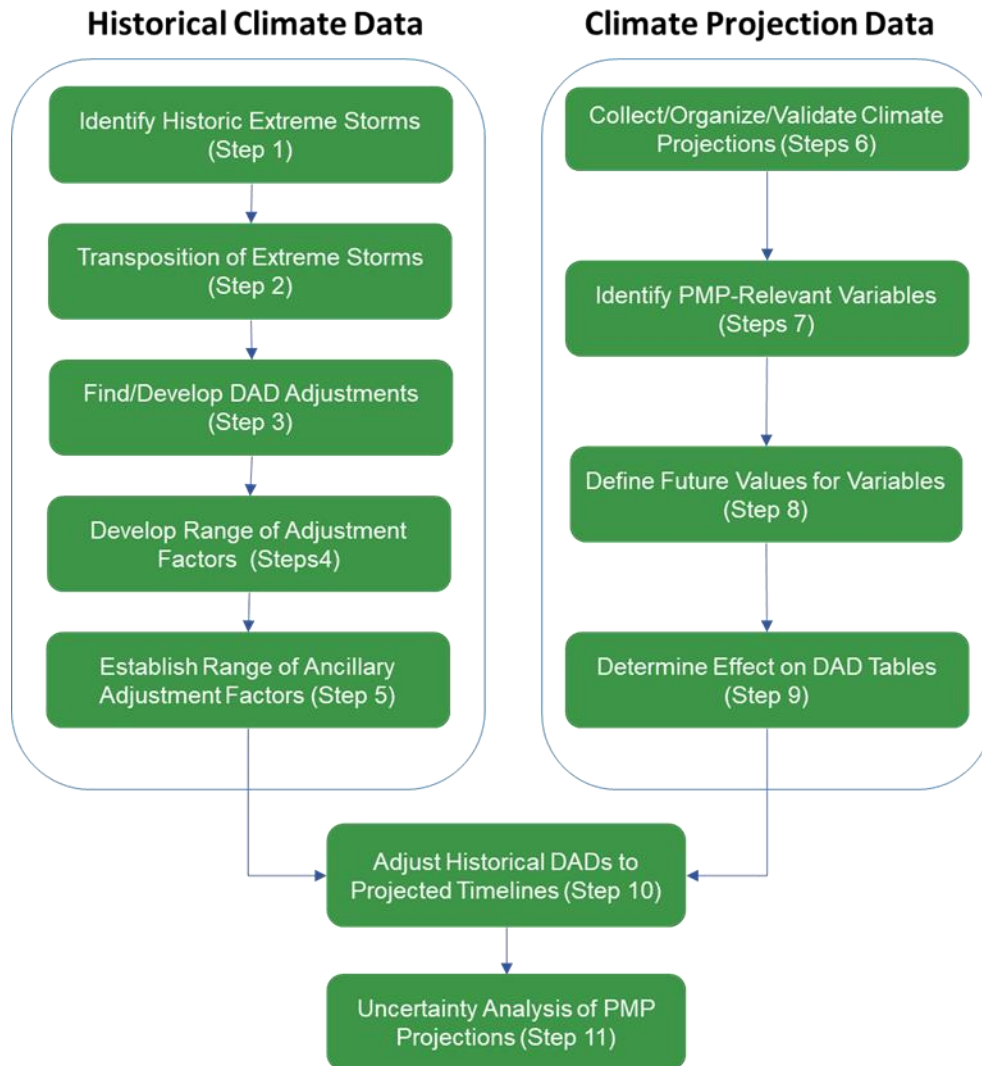 Historical Climate Data
Identify Historic Extreme Storms
(Step 1)
Transposition of Extreme Storms
(Step 2)
Find/Develop DAD Adjustments
(Step 3)
Develop Range of Adjustment
Factors (Steps4)
Establish Range of Ancillary
Adjustment Factors (Step 5)
Climate Projection Data
Collect/Organize/Validate Climate
Projections (Steps 6)
Identify PMP-Relevant Variables
(Steps 7)
Define Future Values for Variables
(Step 8)
Determine Effect on DAD Tables
(Step 9)
Adjust Historical DADs to
Projected Timelines (Step 10)
Uncertainty Analysis of PMP
Projections (Step 11)